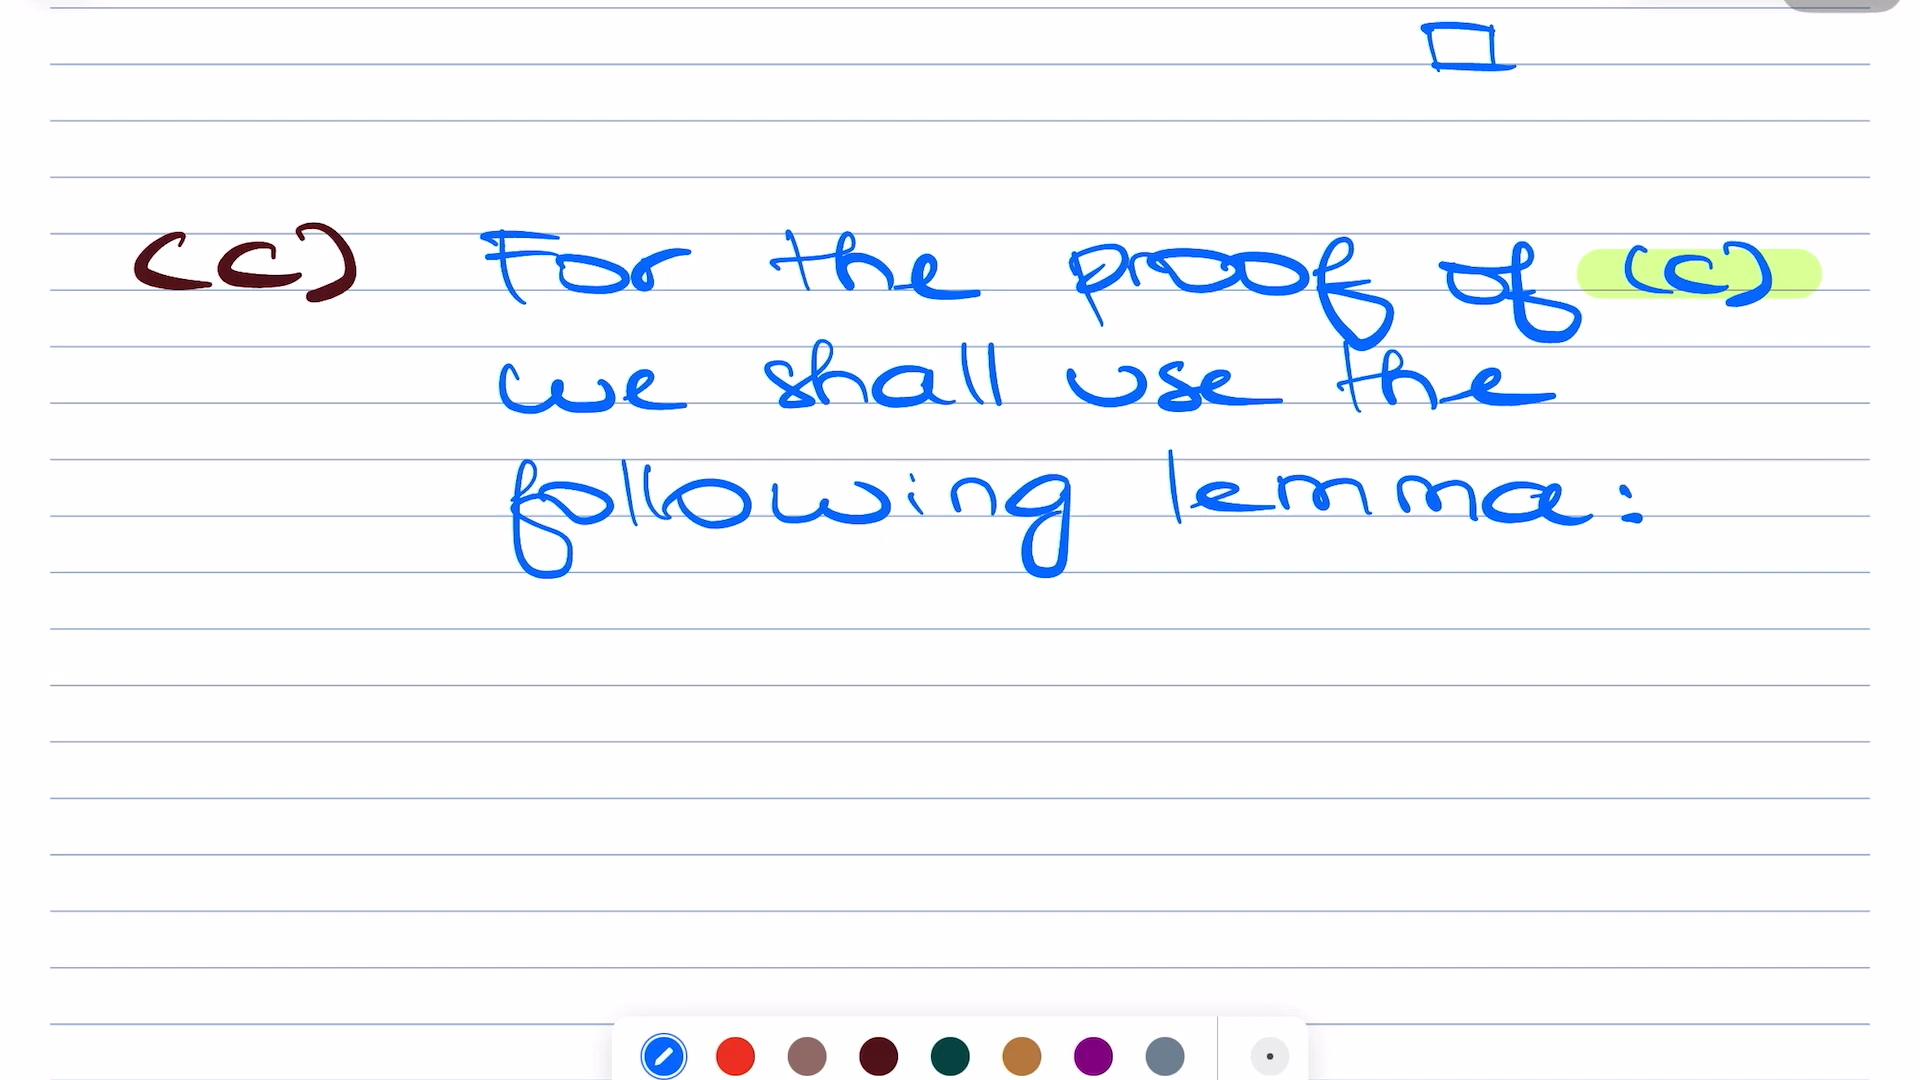 (c) For the proof of (c)
we shall use the
following lemma: